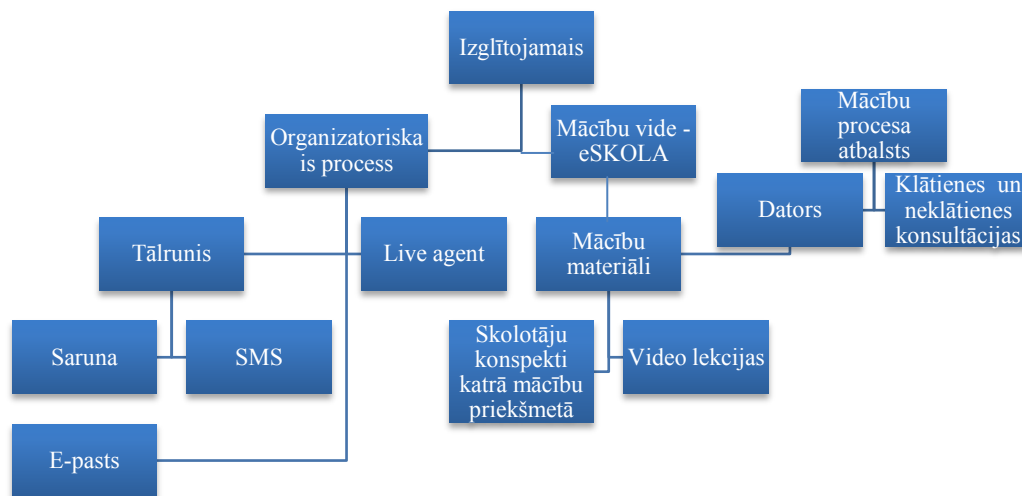 Izglītojamais
Organizatoriska
is process
Mācību vide -
eSKOLA
Mācību
procesa
atbalsts
Dators
Klātienes un
neklātienes
konsultācijas
Tālrunis
Live agent
Mācību
materiāli
Saruna
SMS
Skolotāju
konspekti
katrā mācību
priekšmetā
Video lekcijas
E-pasts